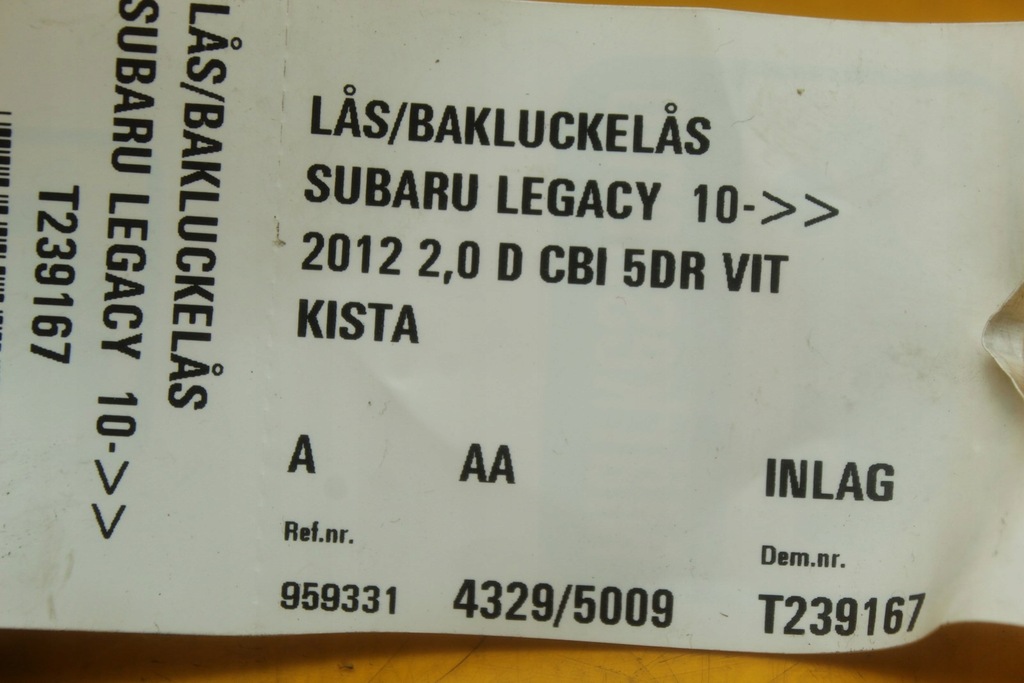 LÅS/BAKLUCKELÅS
SUBARU LEGACY 10->>
T239167
LÅS/BAKLUCKELÅS
SUBARU LEGACY 10->>
2012 2,0 D CBI 5DR VIT
KISTA
A AA INLAG
Ref.nr. Dem.nr.
959331 4329/5009 T239167